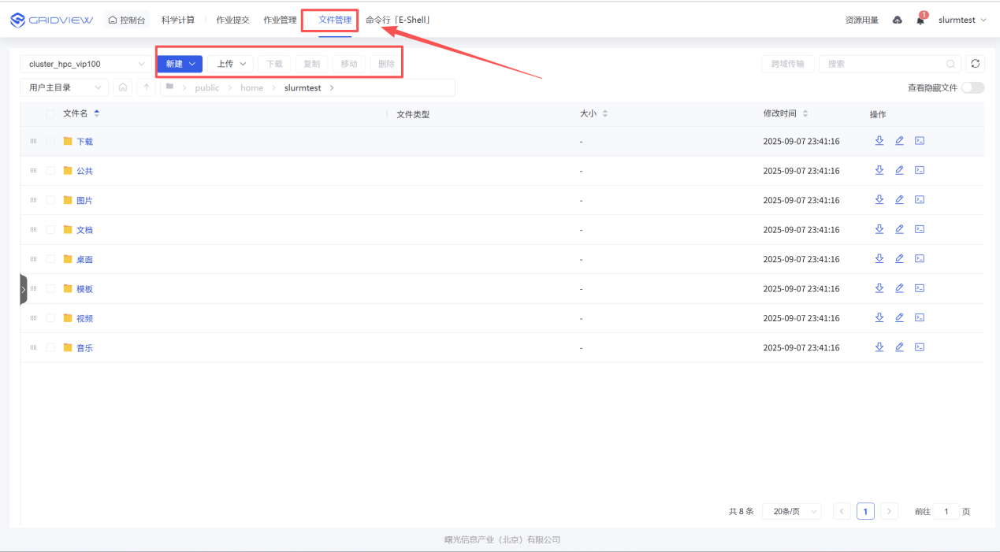 GRIDVIEW 控制台 科学计算 作业提交 作业管理 文件管理 命令行「E-Shell」 资源用量 1 slurmtest
cluster_hpc_vip100 新建 上传 下载 复制 移动 删除 跨域传输 搜索
用户主目录 > public > home > slurmtest > 查看隐藏文件
文件名 文件类型 大小 修改时间 操作
下载 - 2025-09-07 23:41:16
公共 - 2025-09-07 23:41:16
图片 - 2025-09-07 23:41:16
文档 - 2025-09-07 23:41:16
桌面 - 2025-09-07 23:41:16
模板 - 2025-09-07 23:41:16
视频 - 2025-09-07 23:41:16
音乐 - 2025-09-07 23:41:16
共 8 条 20条/页 < 1 > 前往 1 页
曙光信息产业（北京）有限公司